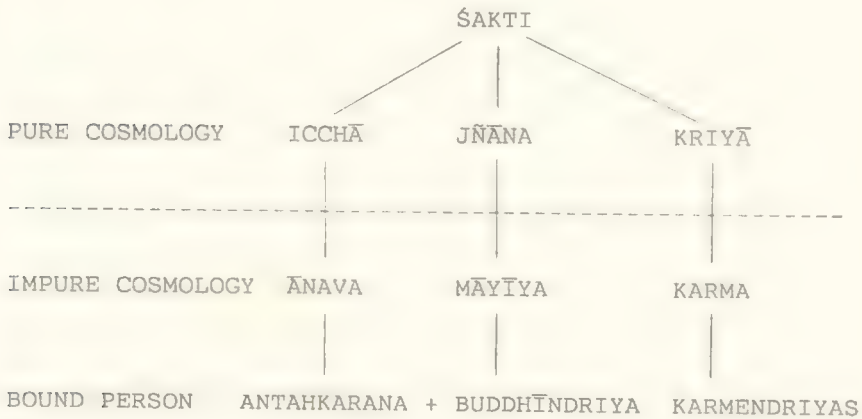 ŚAKTI
PURE COSMOLOGY ICCHĀ JÑĀNA KRIYĀ
IMPURE COSMOLOGY ĀNAVA MĀYĪYA KARMA
BOUND PERSON ANTAHKARANA + BUDDHĪNDRIYA KARMENDRIYAS